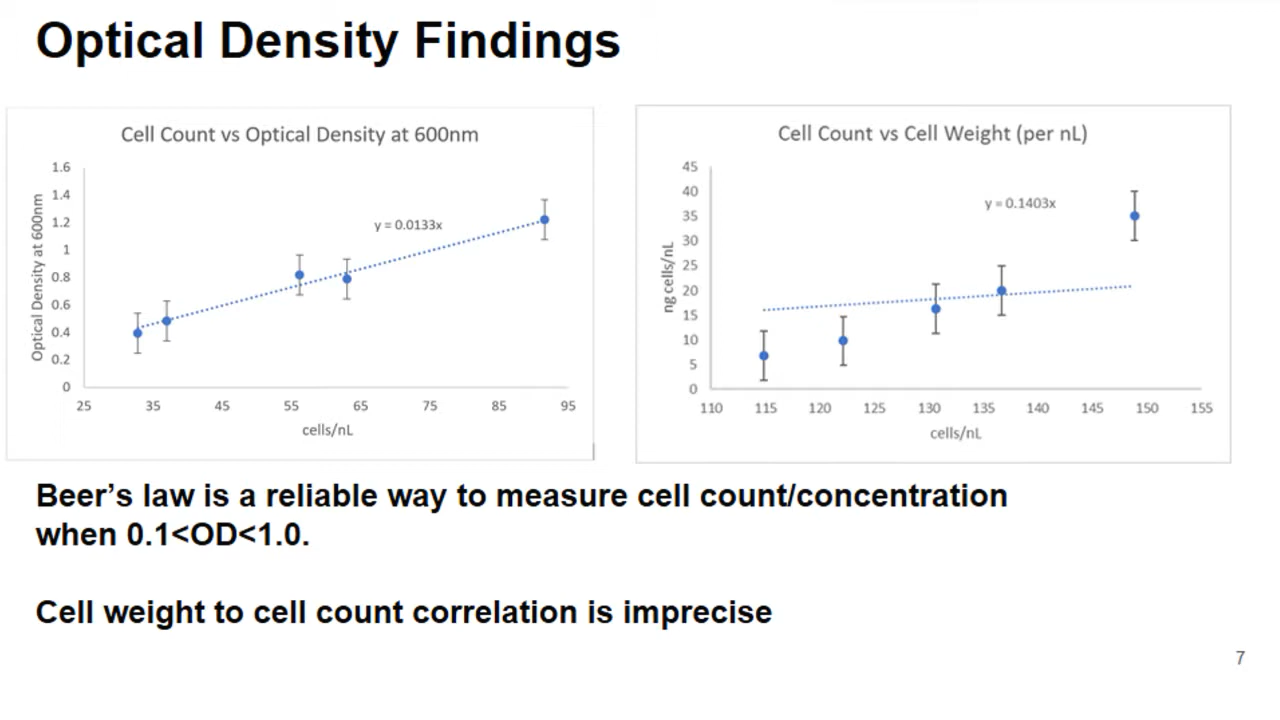 Optical Density Findings
Cell Count vs Optical Density at 600nm
Optical Density at 600nm
1.6
1.4
1.2
1
0.8
0.6
0.4
0.2
0
y = 0.0133x
25 35 45 55 65 75 85 95
cells/nL
Cell Count vs Cell Weight (per nL)
ng cells/nL
45
40
35
30
25
20
15
10
5
0
y = 0.1403x
110 115 120 125 130 135 140 145 150 155
cells/nL
Beer’s law is a reliable way to measure cell count/concentration
when 0.1<OD<1.0.
Cell weight to cell count correlation is imprecise
7